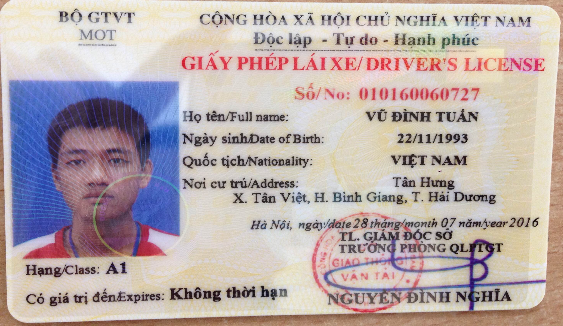 BỘ GTVT
MOT
CỘNG HÒA XÃ HỘI CHỦ NGHĨA VIỆT NAM
Độc lập - Tự do - Hạnh phúc
GIẤY PHÉP LÁI XE/ DRIVER'S LICENSE
Số/No: 010160060727
Họ tên/Full name: VŨ ĐÌNH TUẤN
Ngày sinh/Date of Birth: 22/11/1993
Quốc tịch/Nationality: VIỆT NAM
Nơi cư trú/Address: Tân Hưng
X. Tân Việt, H. Bình Giang, T. Hải Dương
Hà Nội, ngày/date 28 tháng/month 07 năm/year 2016
TL. GIÁM ĐỐC SỞ
TRƯỞNG PHÒNG QLPTGT
GIAO THÔNG
VẬN TẢI
NGUYỄN ĐÌNH NGHĨA
Hạng/Class: A1
Có giá trị đến/Expires: Không thời hạn